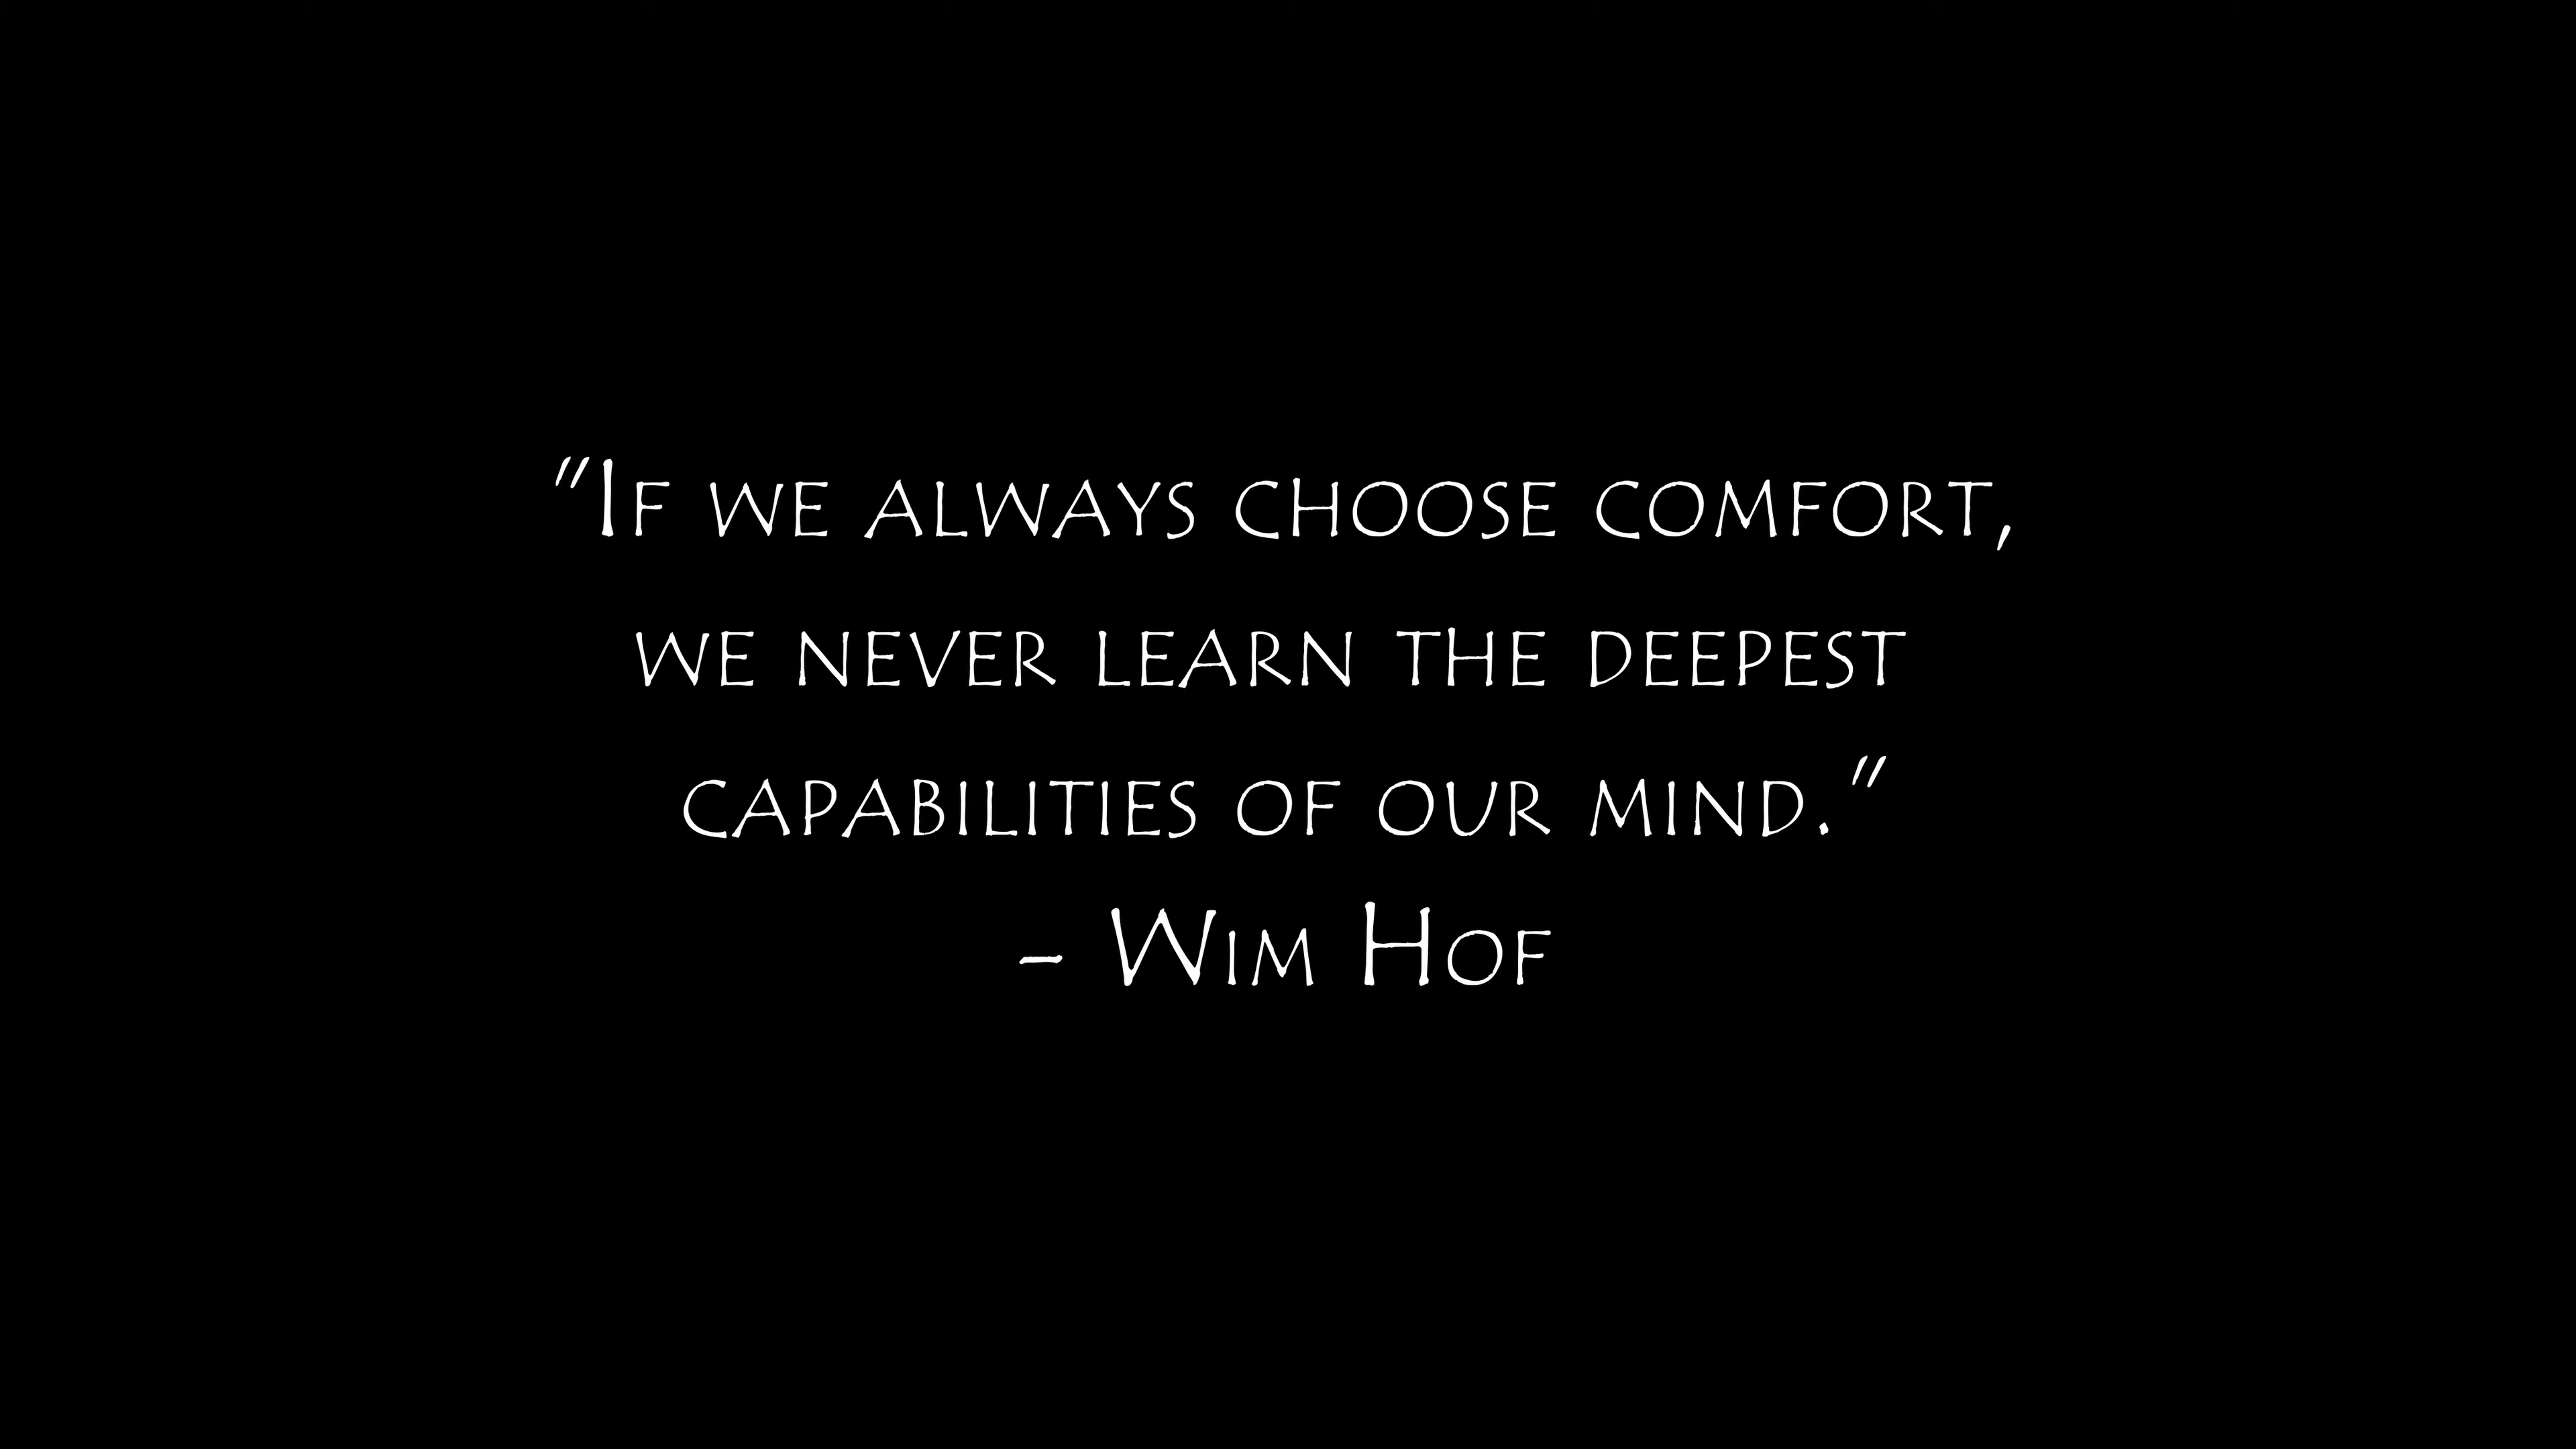 "If we always choose comfort,
we never learn the deepest
capabilities of our mind."
- Wim Hof